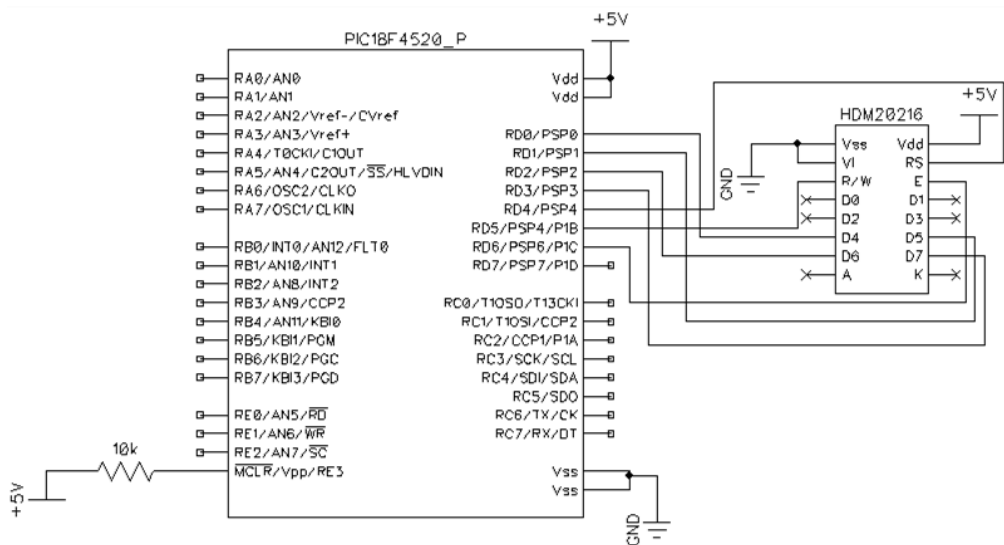 PIC18F4520_P
+5V
RA0/AN0
RA1/AN1
RA2/AN2/Vref-/CVref
RA3/AN3/Vref+
RA4/T0CKI/C1OUT
RA5/AN4/C2OUT/SS/HLVDIN
RA6/OSC2/CLKO
RA7/OSC1/CLKIN
RB0/INT0/AN12/FLT0
RB1/AN10/INT1
RB2/AN8/INT2
RB3/AN9/CCP2
RB4/AN11/KBI0
RB5/KBI1/PGM
RB6/KBI2/PGC
RB7/KBI3/PGD
RE0/AN5/RD
RE1/AN6/WR
RE2/AN7/SC
MCLR/Vpp/RE3
10k
+5V
Vdd
Vdd
RD0/PSP0
RD1/PSP1
RD2/PSP2
RD3/PSP3
RD4/PSP4
RD5/PSP4/P1B
RD6/PSP6/P1C
RD7/PSP7/P1D
RC0/T1OSO/T13CKI
RC1/T1OSI/CCP2
RC2/CCP1/P1A
RC3/SCK/SCL
RC4/SDI/SDA
RC5/SDO
RC6/TX/CK
RC7/RX/DT
Vss
Vss
GND
+5V
HDM20216
GND
Vss
VI
R/W
D0
D2
D4
D6
A
Vdd
RS
E
D1
D3
D5
D7
K